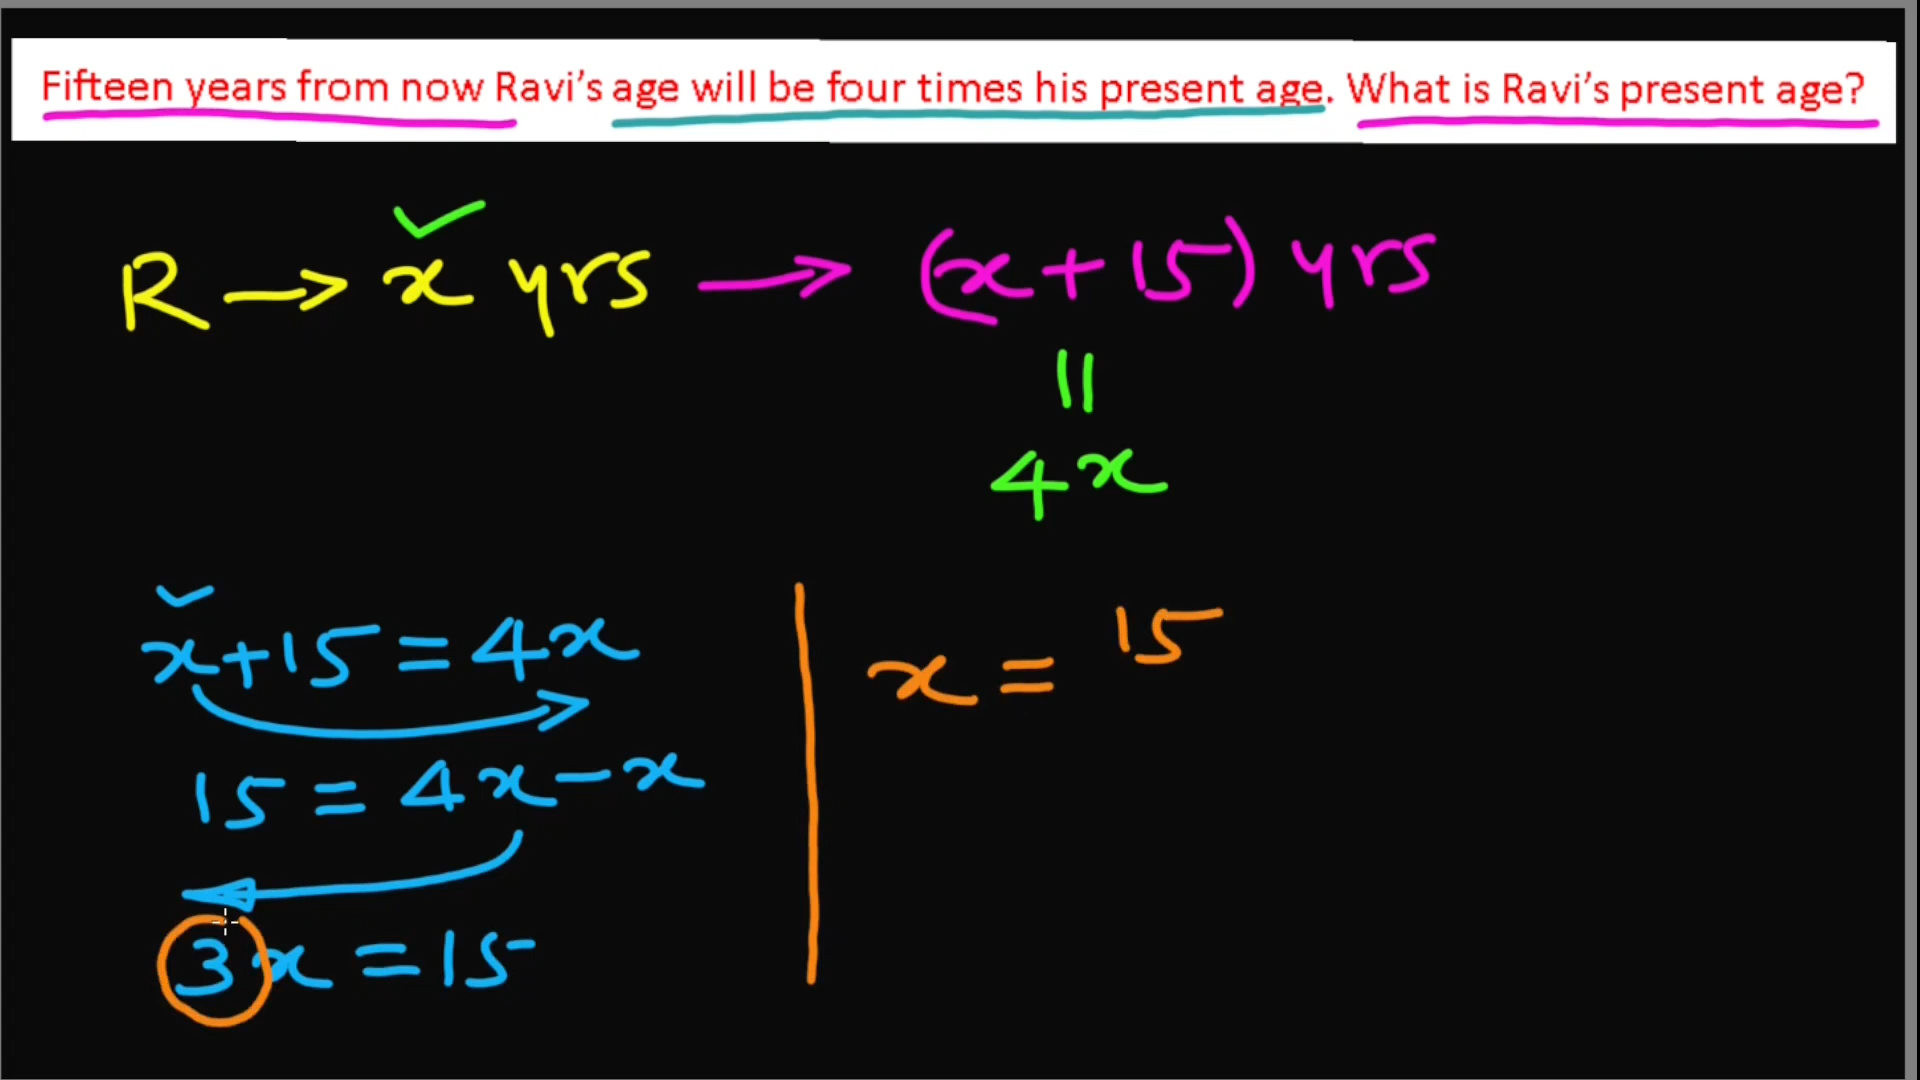 Fifteen years from now Ravi’s age will be four times his present age. What is Ravi’s present age?
R → x yrs → (x+15) yrs
||
4x
x+15=4x
15=4x-x
3x=15
x= 15